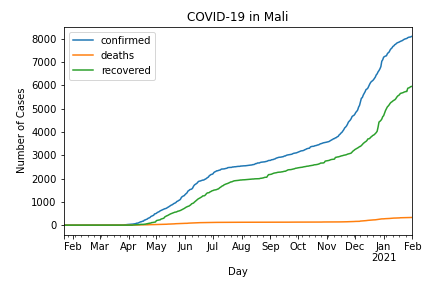 COVID-19 in Mali
confirmed
deaths
recovered
Number of Cases
8000
7000
6000
5000
4000
3000
2000
1000
0
Feb Mar Apr May Jun Jul Aug Sep Oct Nov Dec Jan Feb
2021
Day